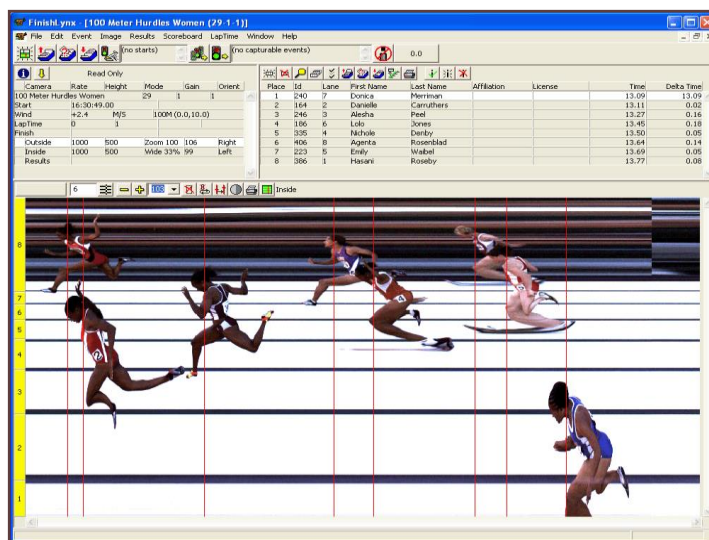 FinishLynx - [100 Meter Hurdles Women (29-1-1)]
File Edit Event Image Results Scoreboard LapTime Window Help
(no starts) (no capturable events) 0.0
Read Only
Camera Rate Height Mode Gain Orient
100 Meter Hurdles Women 29 1 1
Start 16:30:49.00
Wind +2.4 M/S 100M (0.0,10.0)
LapTime 0 1
Finish
Outside 1000 500 Zoom 100 106 Right
Inside 1000 500 Wide 33% 99 Left
Results
Place Id Lane First Name Last Name Affiliation License Time Delta Time
1 240 7 Donica Merriman 13.09 13.09
2 164 2 Danielle Carruthers 13.11 0.02
3 246 3 Alesha Peel 13.27 0.16
4 186 6 Lolo Jones 13.45 0.18
5 335 4 Nichole Denby 13.50 0.05
6 406 8 Agenta Rosenblad 13.64 0.14
7 223 5 Emily Waibel 13.69 0.05
8 386 1 Hasani Roseby 13.77 0.08
6 103 Inside
8
7
6
5
4
3
2
1